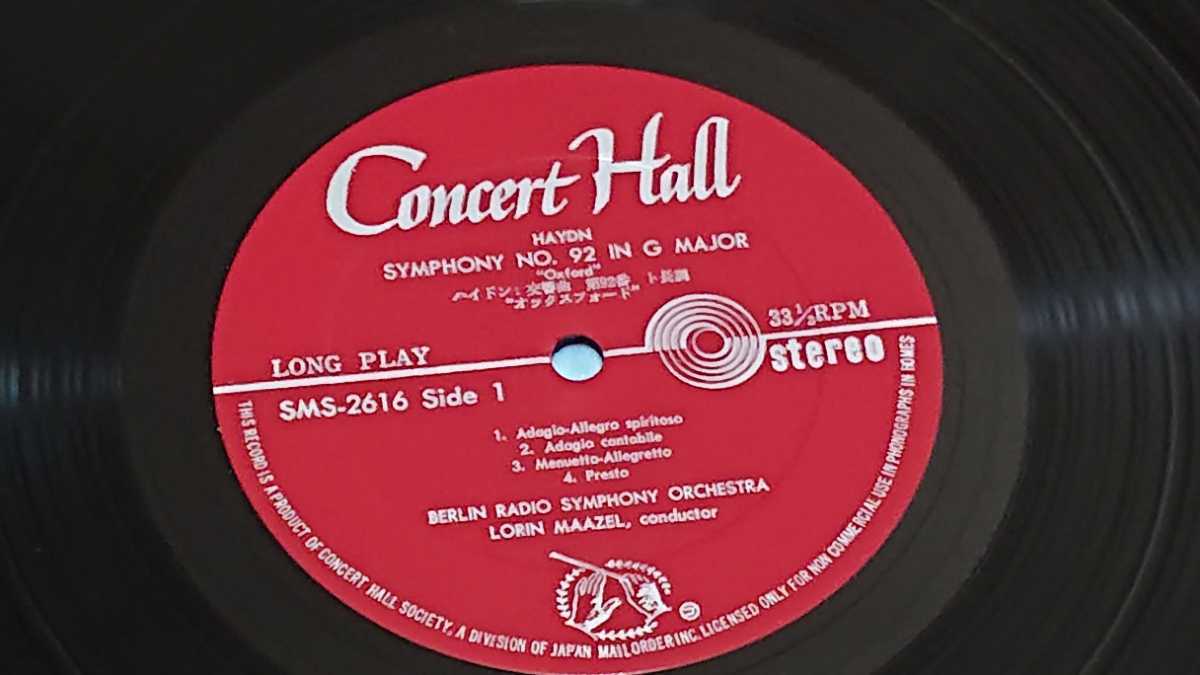 Concert Hall
HAYDN
SYMPHONY NO. 92 IN G MAJOR
"Oxford"
ハイドン：交響曲 第92番 ト長調
"オックスフォード"
33⅓RPM
LONG PLAY
stereo
SMS-2616 Side 1
1. Adagio-Allegro spiritoso
2. Adagio cantabile
3. Menuetto-Allegretto
4. Presto
BERLIN RADIO SYMPHONY ORCHESTRA
LORIN MAAZEL, conductor
THIS RECORD IS A PRODUCT OF CONCERT HALL SOCIETY, A DIVISION OF JAPAN MAIL ORDER INC. LICENSED ONLY FOR NON COMMERCIAL USE IN PHONOGRAPHS IN HOMES